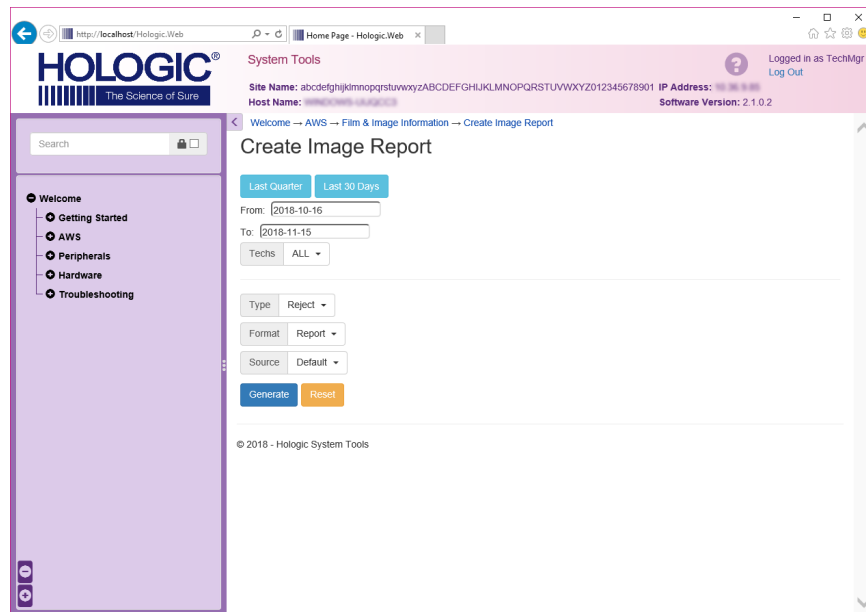 http://localhost/Hologic.Web
Home Page - Hologic.Web
HOLOGIC®
The Science of Sure
System Tools
Logged in as TechMgr
Log Out
Site Name: abcdefghijklmnopqrstuvwxyzABCDEFGHIJKLMNOPQRSTUVWXYZ012345678901 IP Address:
Host Name:
Software Version: 2.1.0.2
Welcome → AWS → Film & Image Information → Create Image Report
Search
Create Image Report
Last Quarter Last 30 Days
From: 2018-10-16
To: 2018-11-15
Techs ALL
Welcome
Getting Started
AWS
Peripherals
Hardware
Troubleshooting
Type Reject
Format Report
Source Default
Generate Reset
© 2018 - Hologic System Tools